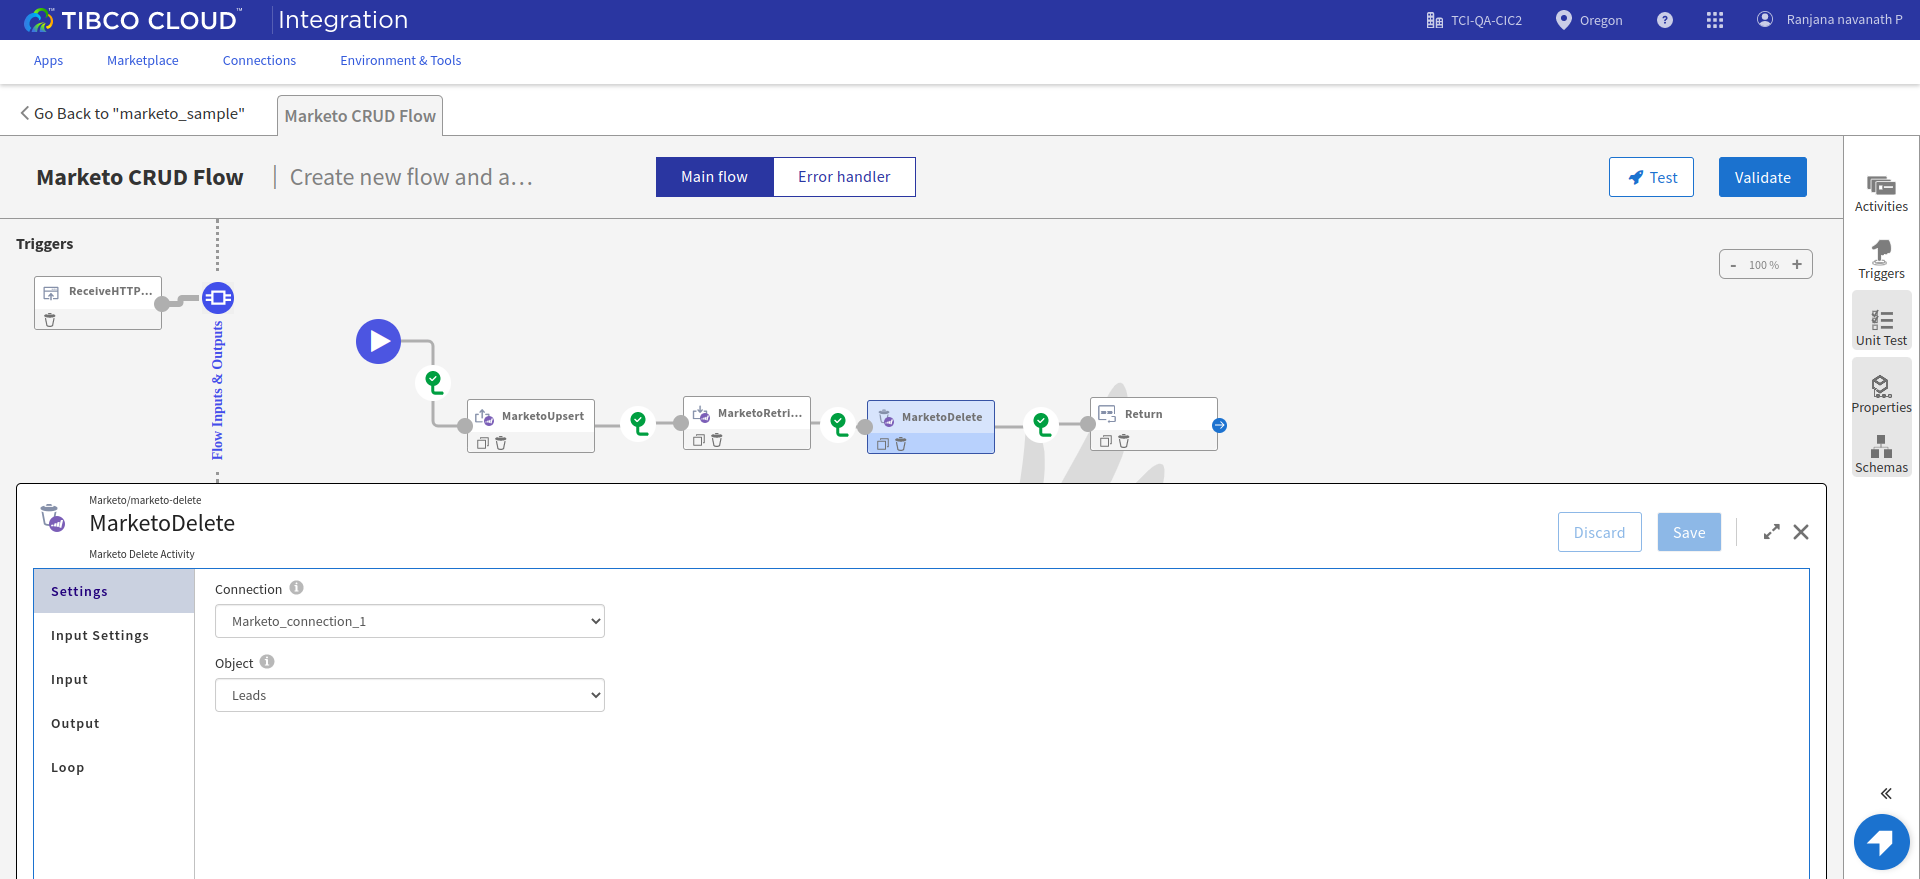 TIBCO CLOUD™ Integration
TCI-QA-CIC2
Oregon
?
Ranjana navanath P
Apps
Marketplace
Connections
Environment & Tools
Go Back to "marketo_sample"
Marketo CRUD Flow
Marketo CRUD Flow
Create new flow and a...
Main flow
Error handler
Test
Validate
Activities
Triggers
Unit Test
Properties
Schemas
Triggers
- 100 % +
ReceiveHTTP...
Flow Inputs & Outputs
MarketoUpsert
MarketoRetri...
MarketoDelete
Return
Marketo/marketo-delete
MarketoDelete
Marketo Delete Activity
Discard
Save
Settings
Input Settings
Input
Output
Loop
Connection
Marketo_connection_1
Object
Leads